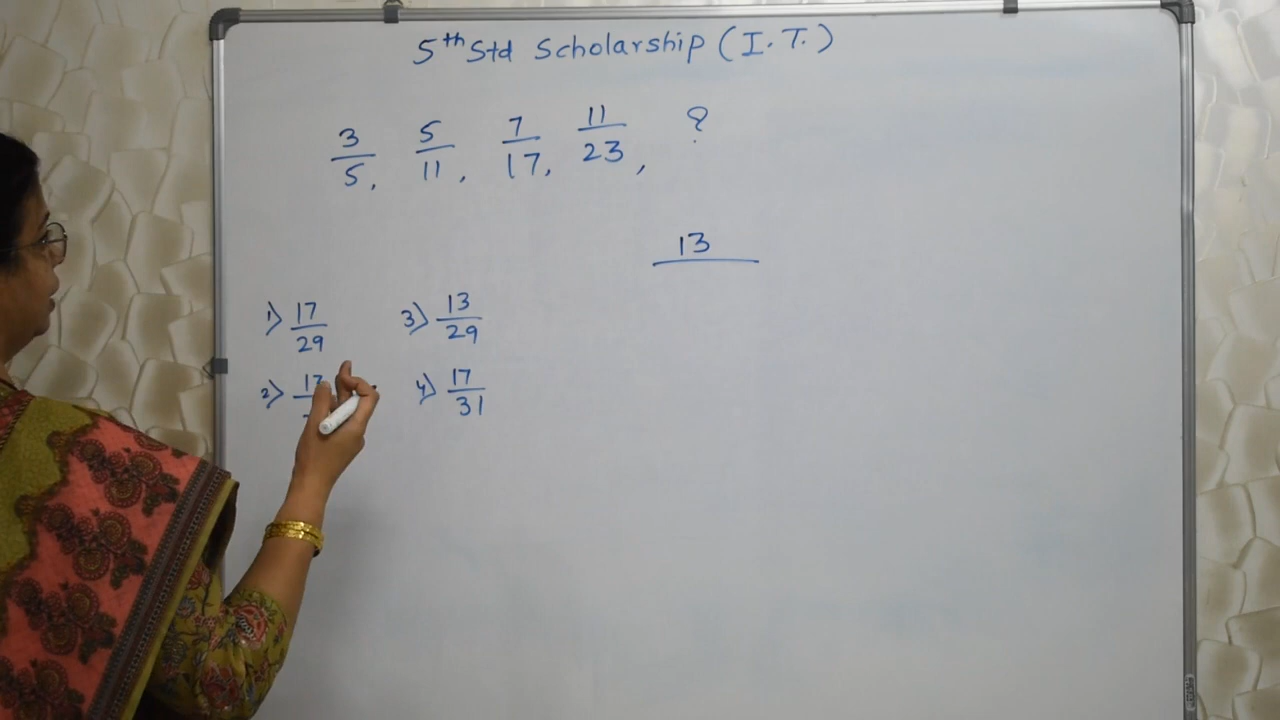 5th Std Scholarship (I.T.)
3/5, 5/11, 7/17, 11/23, ?
13
1) 17/29 3) 13/29
2) 4) 17/31